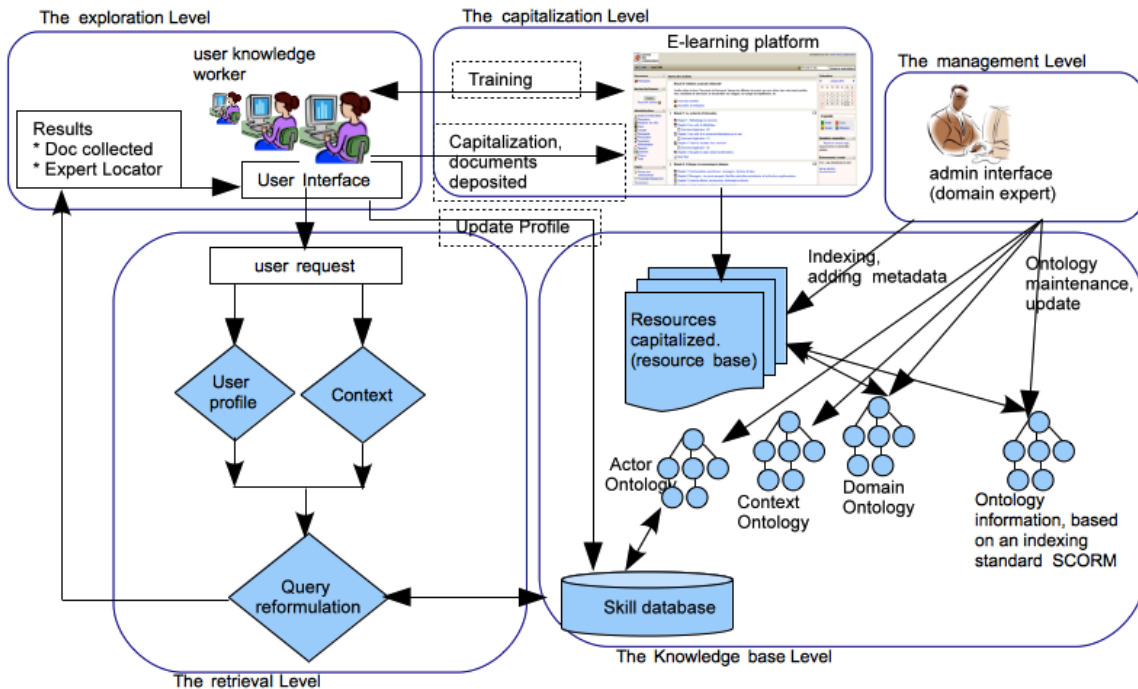 The exploration Level
The capitalization Level
user knowledge
worker
Training
E-learning platform
The management Level
Results
* Doc collected
* Expert Locator
User Interface
Capitalization,
documents
deposited
admin interface
(domain expert)
Update Profile
user request
Indexing,
adding metadata
Ontology
maintenance,
update
Resources
capitalized.
(resource base)
User
profile
Context
Actor
Ontology
Context
Ontology
Domain
Ontology
Ontology
information, based
on an indexing
standard SCORM
Query
reformulation
Skill database
The Knowledge base Level
The retrieval Level